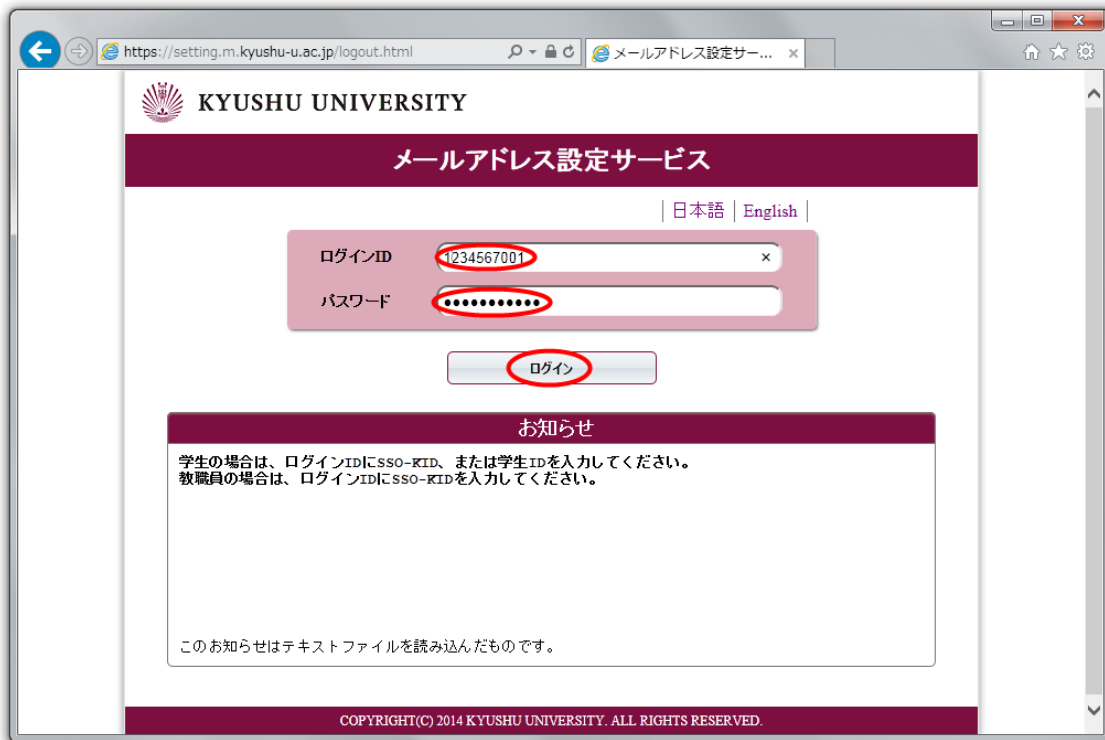 https://setting.m.kyushu-u.ac.jp/logout.html
メールアドレス設定サー...
KYUSHU UNIVERSITY
メールアドレス設定サービス
日本語 | English
ログインID 1234567001
パスワード ●●●●●●●●●●●
ログイン
お知らせ
学生の場合は、ログインIDにSSO-KID、または学生IDを入力してください。
教職員の場合は、ログインIDにSSO-KIDを入力してください。
このお知らせはテキストファイルを読み込んだものです。
COPYRIGHT(C) 2014 KYUSHU UNIVERSITY. ALL RIGHTS RESERVED.